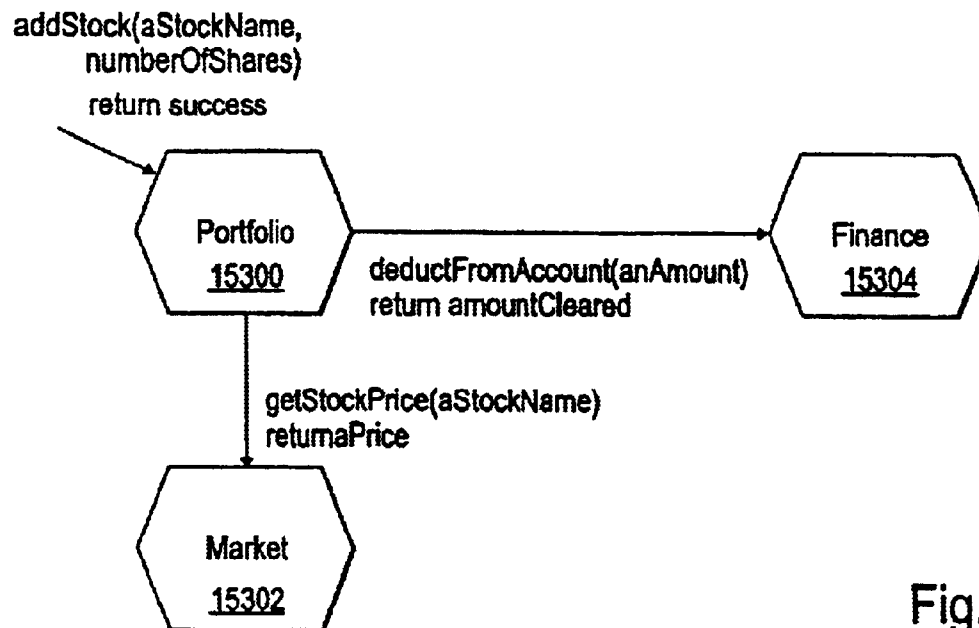 addStock(aStockName,
numberOfShares)
return success
Portfolio
15300
Finance
15304
deductFromAccount(anAmount)
return amountCleared
getStockPrice(aStockName)
returnaPrice
Market
15302
Fig.